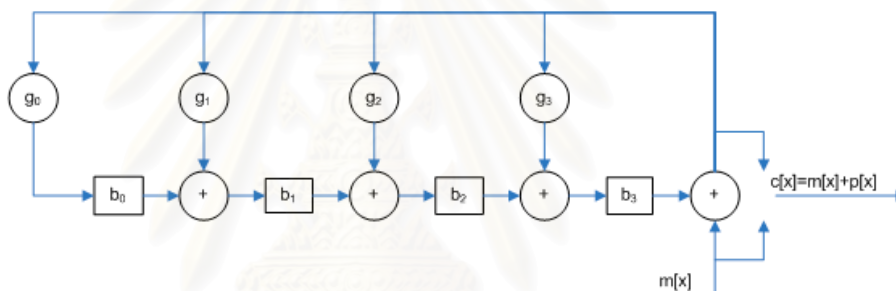 g₀ g₁ g₂ g₃
b₀ + b₁ + b₂ + b₃ + c[x]=m[x]+p[x]
m[x]